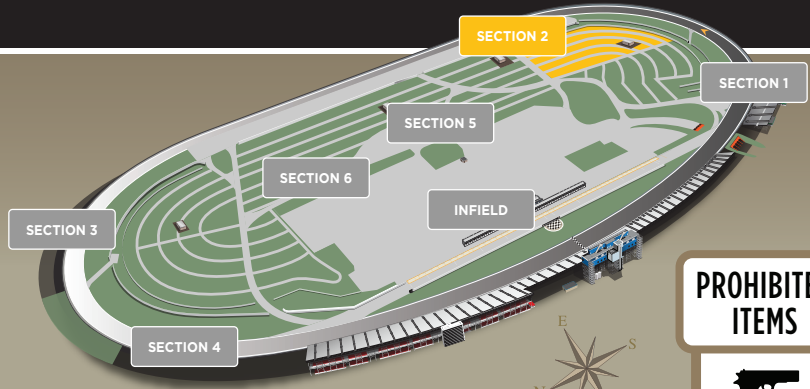 SECTION 2
SECTION 1
SECTION 5
SECTION 6
INFIELD
SECTION 3
SECTION 4
PROHIBITE
ITEMS
E
S